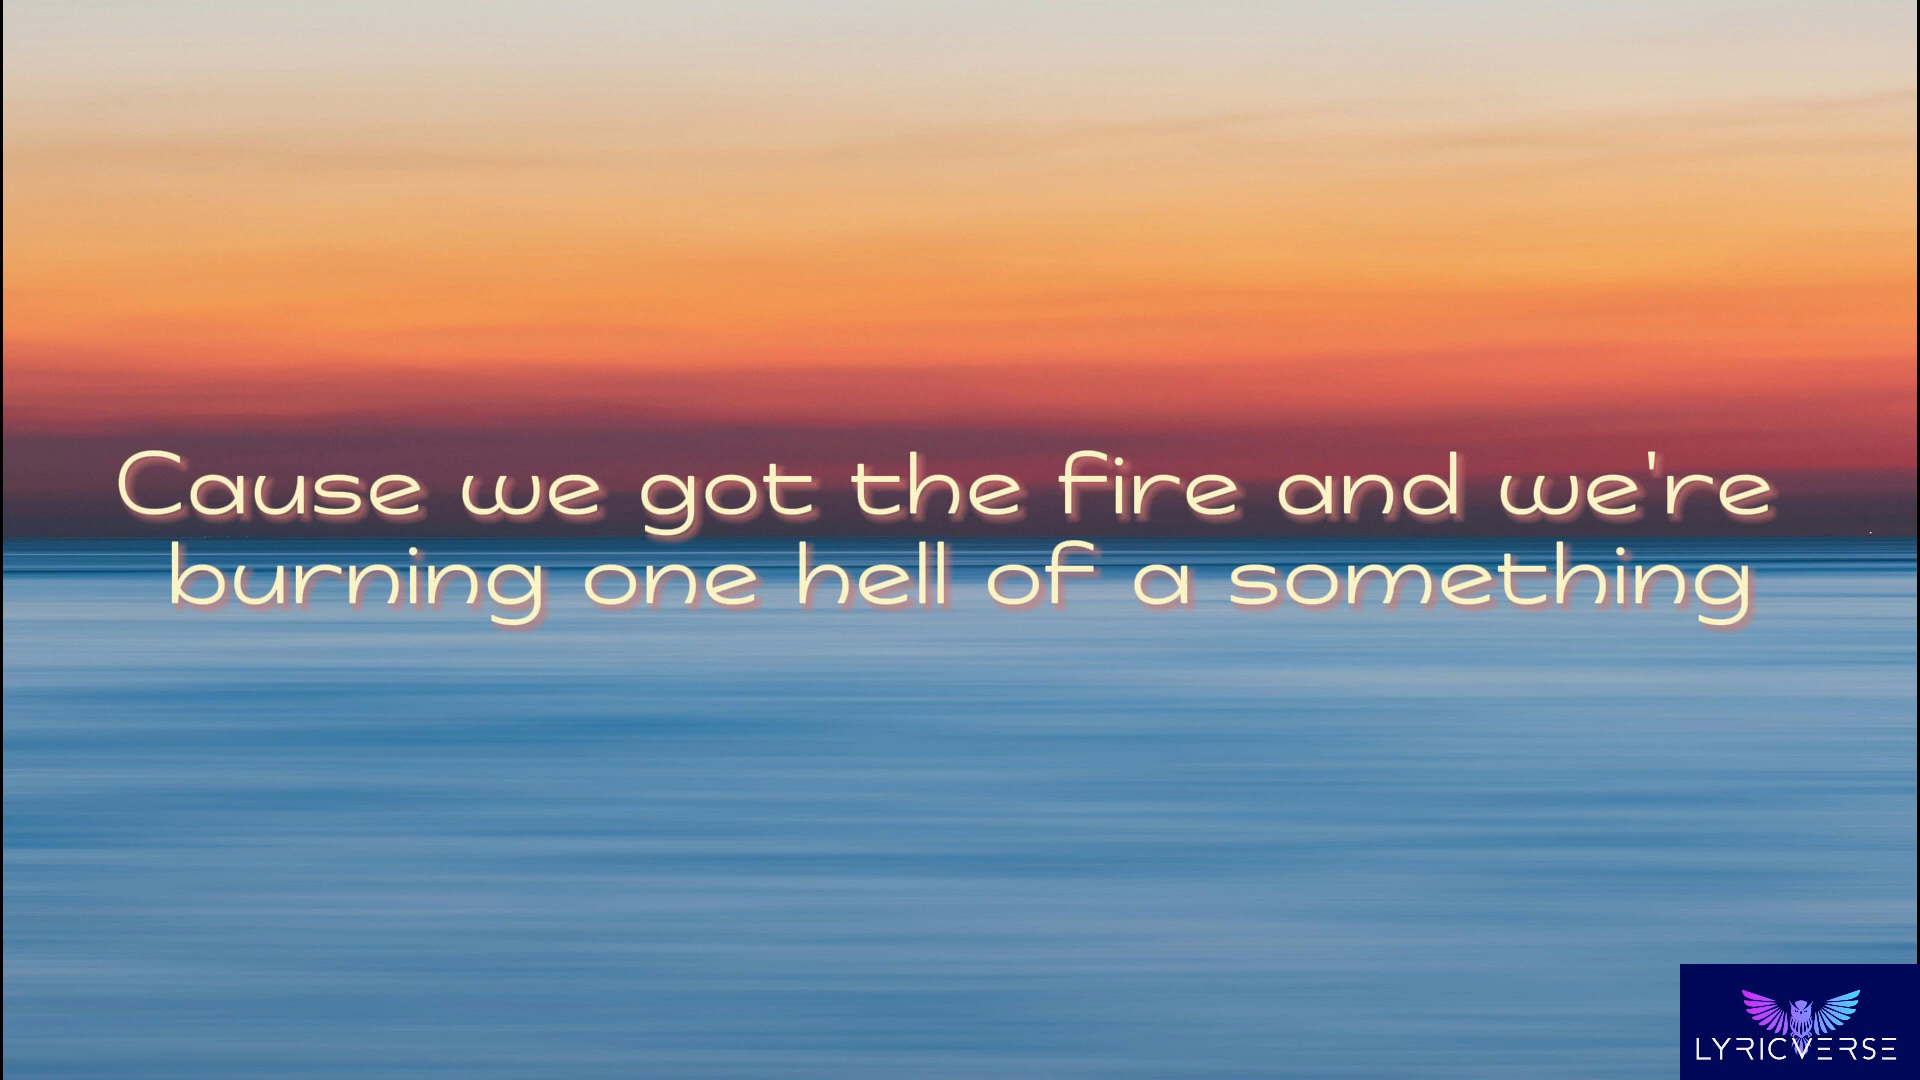 Cause we got the fire and we're
burning one hell of a something
LYRICVERSE